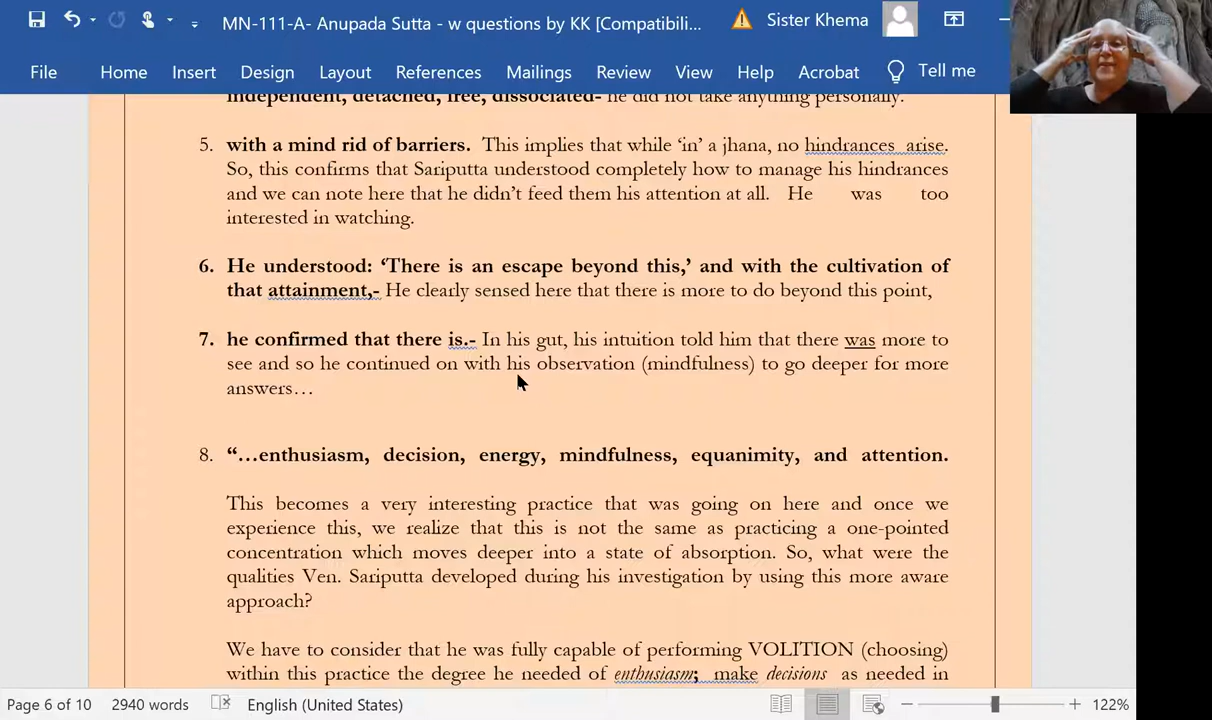 MN-111-A- Anupada Sutta - w questions by KK [Compatibili...
Sister Khema
File Home Insert Design Layout References Mailings Review View Help Acrobat Tell me
independent, detached, free, dissociated- he did not take anything personally.
5. with a mind rid of barriers. This implies that while ‘in’ a jhana, no hindrances arise.
So, this confirms that Sariputta understood completely how to manage his hindrances
and we can note here that he didn’t feed them his attention at all. He was too
interested in watching.
6. He understood: ‘There is an escape beyond this,’ and with the cultivation of
that attainment,- He clearly sensed here that there is more to do beyond this point,
7. he confirmed that there is.- In his gut, his intuition told him that there was more to
see and so he continued on with his observation (mindfulness) to go deeper for more
answers…
8. “…enthusiasm, decision, energy, mindfulness, equanimity, and attention.
This becomes a very interesting practice that was going on here and once we
experience this, we realize that this is not the same as practicing a one-pointed
concentration which moves deeper into a state of absorption. So, what were the
qualities Ven. Sariputta developed during his investigation by using this more aware
approach?
We have to consider that he was fully capable of performing VOLITION (choosing)
within this practice the degree he needed of enthusiasm; make decisions as needed in
Page 6 of 10 2940 words English (United States) 122%